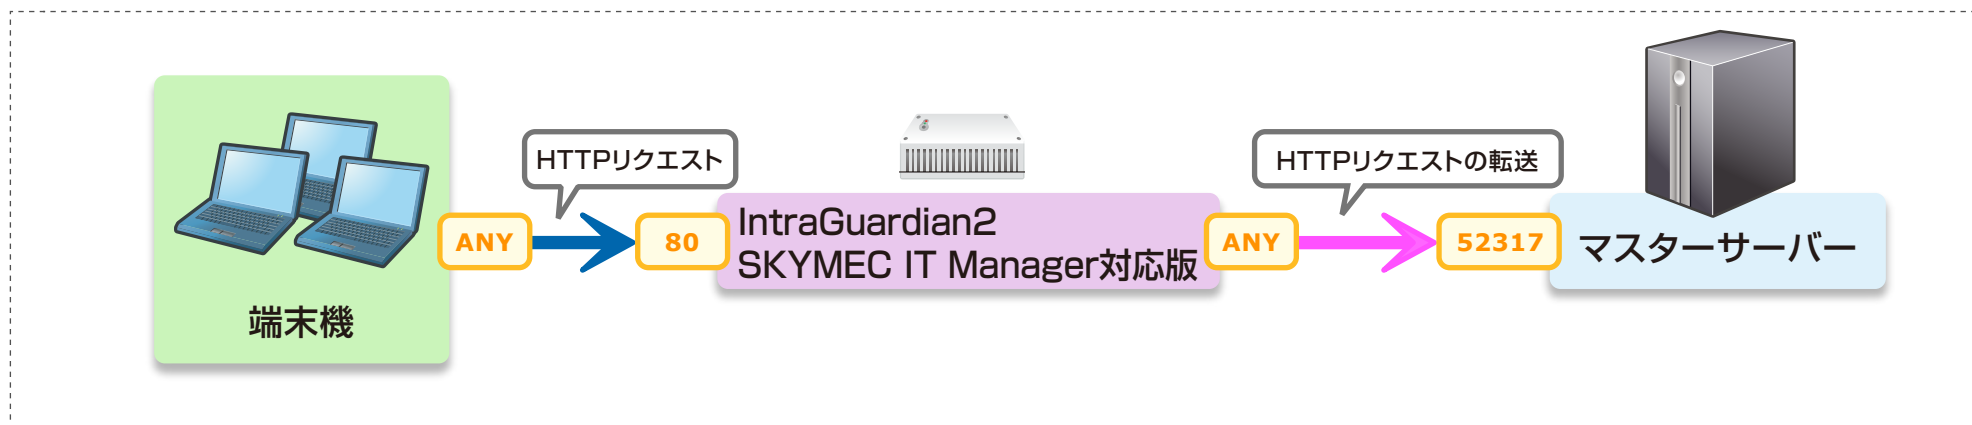 HTTPリクエスト
HTTPリクエストの転送
ANY
80
IntraGuardian2
SKYMEC IT Manager対応版
ANY
52317
マスターサーバー
端末機